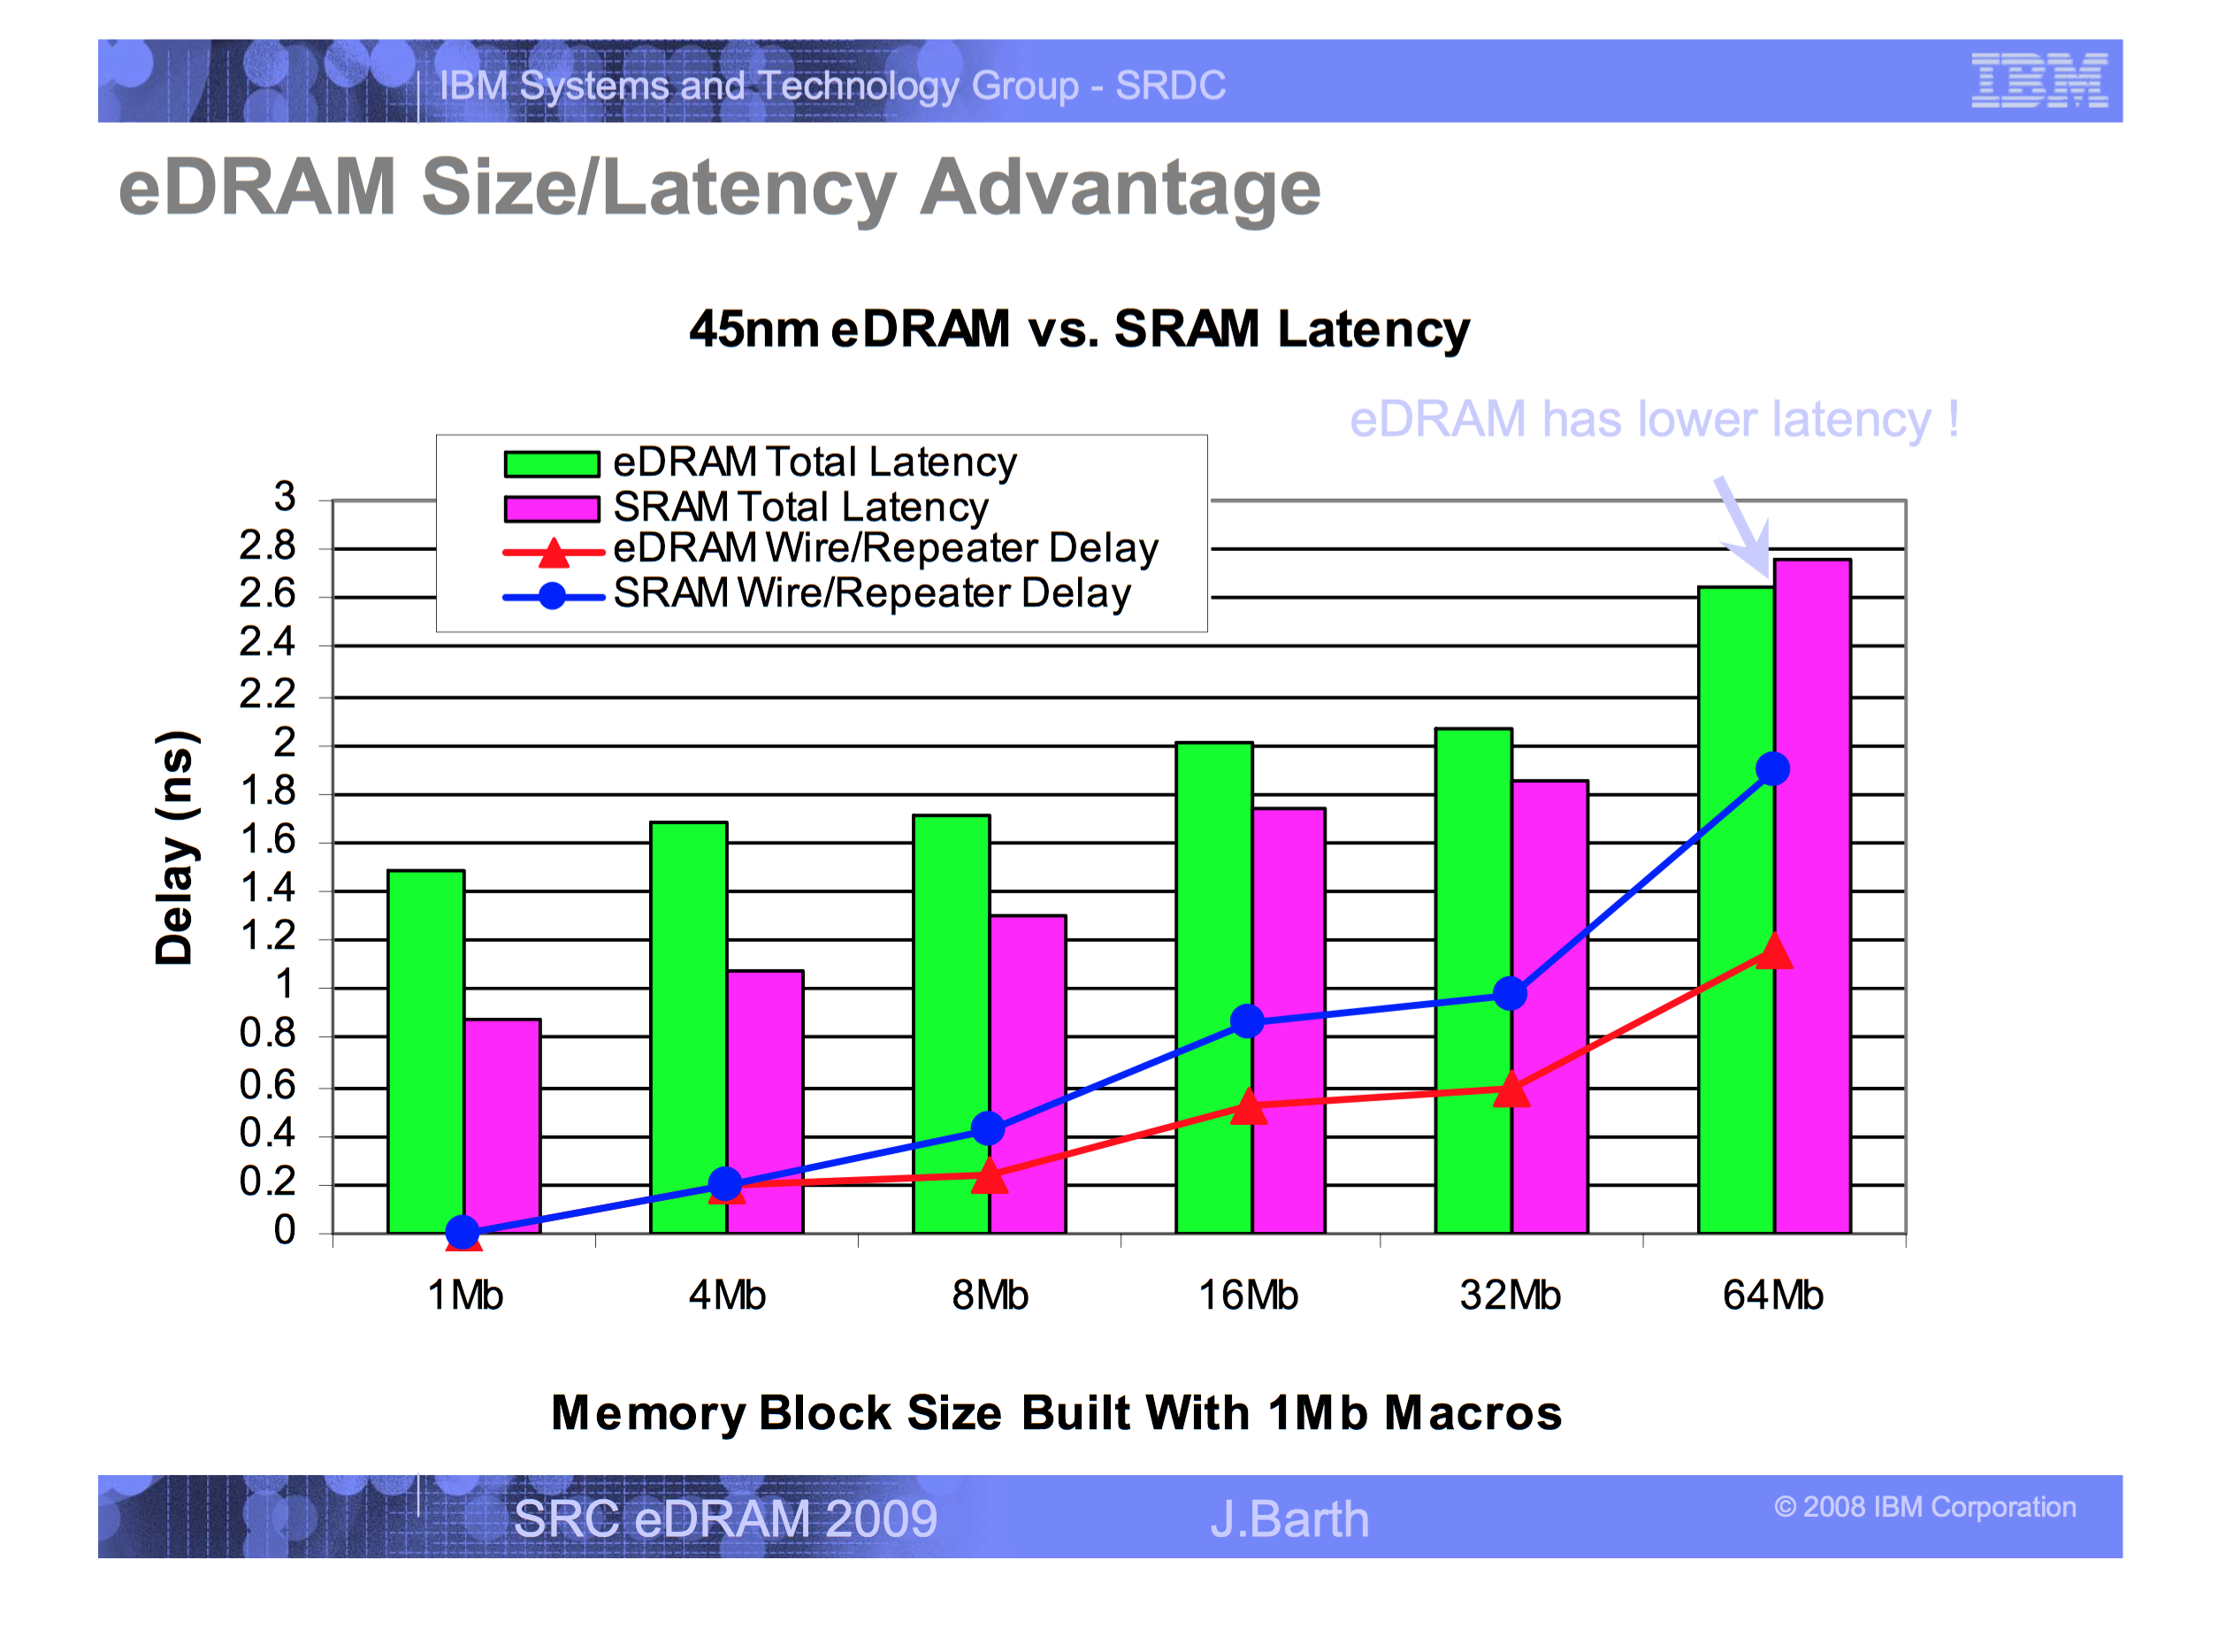 IBM Systems and Technology Group - SRDC
IBM
eDRAM Size/Latency Advantage
45nm eDRAM vs. SRAM Latency
eDRAM has lower latency !
eDRAM Total Latency
SRAM Total Latency
eDRAM Wire/Repeater Delay
SRAM Wire/Repeater Delay
Delay (ns)
3
2.8
2.6
2.4
2.2
2
1.8
1.6
1.4
1.2
1
0.8
0.6
0.4
0.2
0
1Mb 4Mb 8Mb 16Mb 32Mb 64Mb
Memory Block Size Built With 1Mb Macros
SRC eDRAM 2009 J.Barth © 2008 IBM Corporation